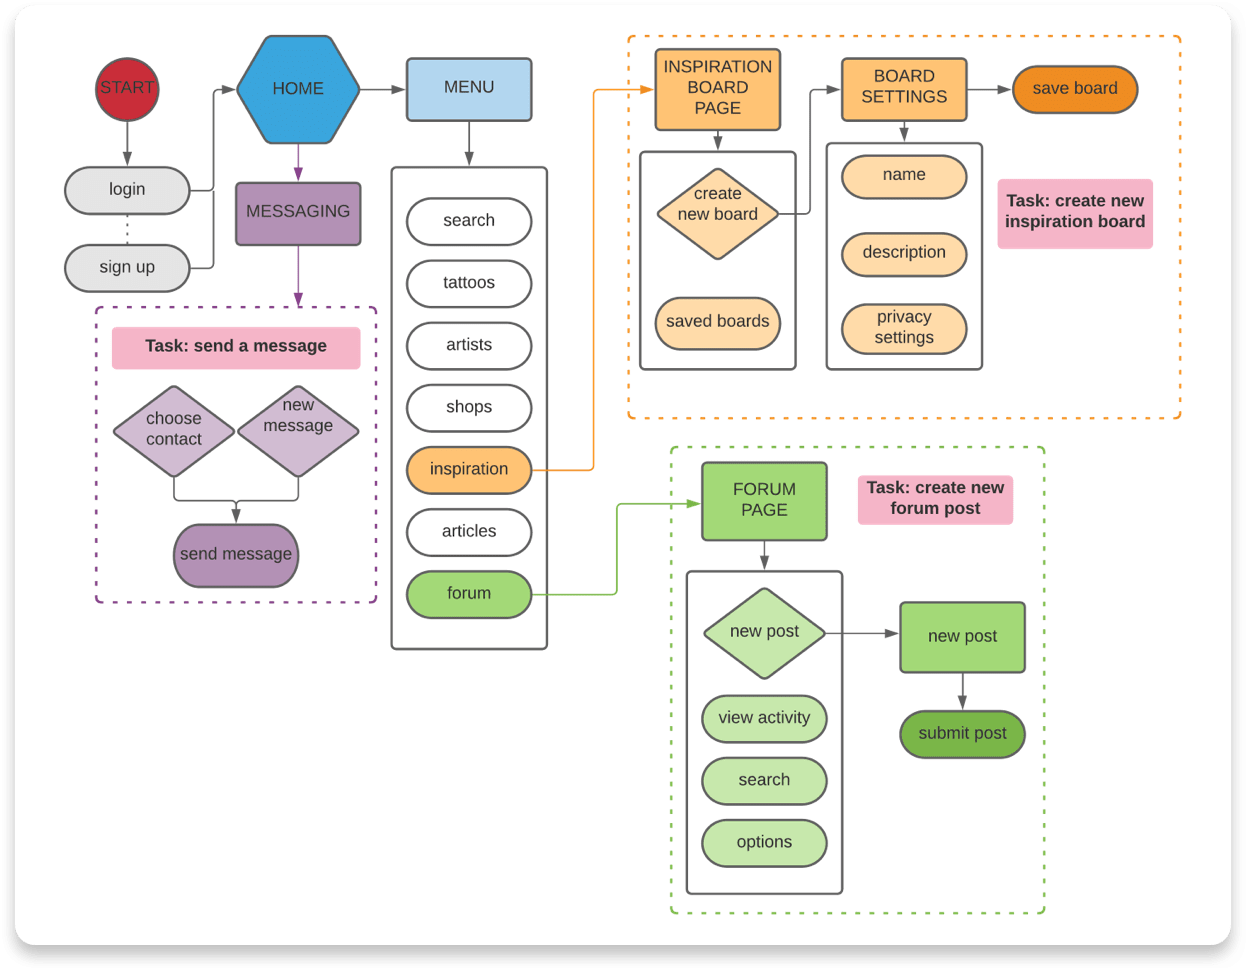 START
login
sign up
HOME
MESSAGING
Task: send a message
choose
contact
new
message
send message
MENU
search
tattoos
artists
shops
inspiration
articles
forum
INSPIRATION
BOARD
PAGE
create
new board
saved boards
BOARD
SETTINGS
name
description
privacy
settings
save board
Task: create new
inspiration board
FORUM
PAGE
Task: create new
forum post
new post
view activity
search
options
new post
submit post